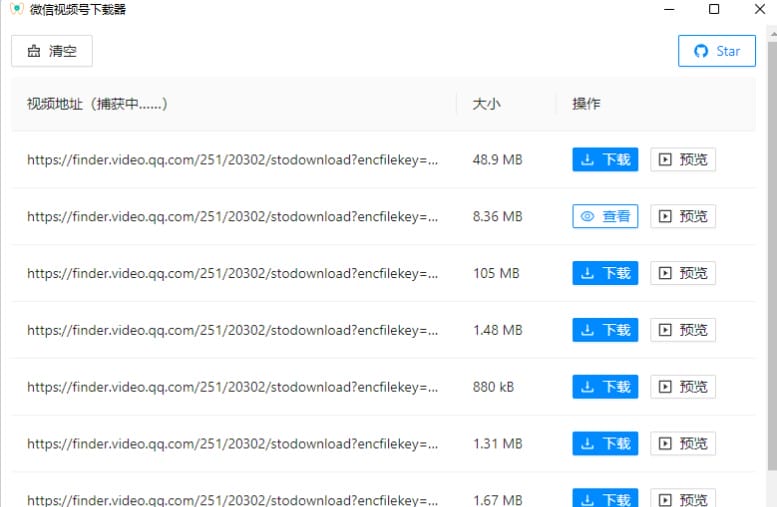 微信视频号下载器
清空
Star
视频地址（捕获中......） 大小 操作
https://finder.video.qq.com/251/20302/stodownload?encfilekey=... 48.9 MB 下载 预览
https://finder.video.qq.com/251/20302/stodownload?encfilekey=... 8.36 MB 查看 预览
https://finder.video.qq.com/251/20302/stodownload?encfilekey=... 105 MB 下载 预览
https://finder.video.qq.com/251/20302/stodownload?encfilekey=... 1.48 MB 下载 预览
https://finder.video.qq.com/251/20302/stodownload?encfilekey=... 880 kB 下载 预览
https://finder.video.qq.com/251/20302/stodownload?encfilekey=... 1.31 MB 下载 预览
https://finder.video.qq.com/251/20302/stodownload?encfilekey=... 1.67 MB 下载 预览